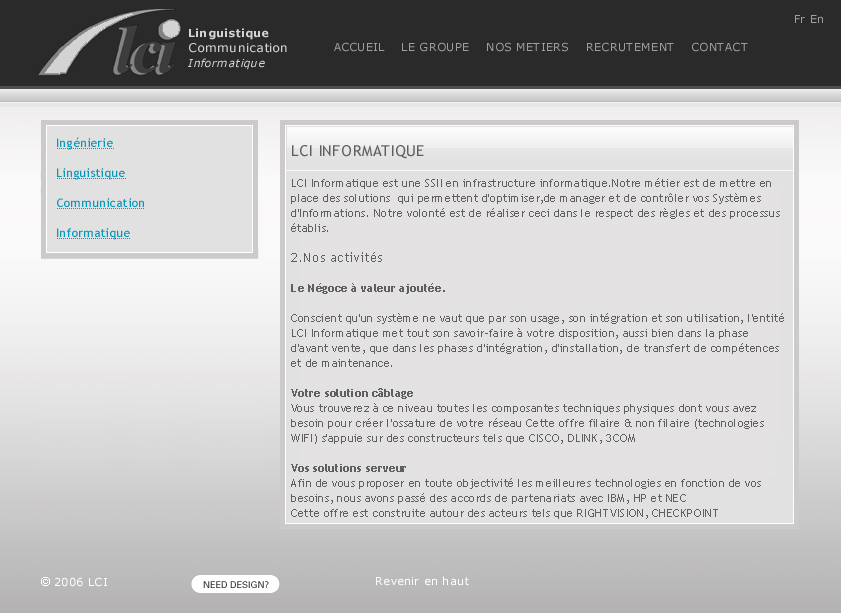 Fr En
lci
Linguistique
Communication
Informatique
ACCUEIL LE GROUPE NOS METIERS RECRUTEMENT CONTACT
Ingénierie
Linguistique
Communication
Informatique
LCI INFORMATIQUE
LCI Informatique est une SSII en infrastructure informatique.Notre métier est de mettre en
place des solutions qui permettent d'optimiser,de manager et de contrôler vos Systèmes
d'Informations. Notre volonté est de réaliser ceci dans le respect des règles et des processus
établis.
2.Nos activités
Le Négoce à valeur ajoutée.
Conscient qu'un système ne vaut que par son usage, son intégration et son utilisation, l'entité
LCI Informatique met tout son savoir-faire à votre disposition, aussi bien dans la phase
d'avant vente, que dans les phases d'intégration, d'installation, de transfert de compétences
et de maintenance.
Votre solution câblage
Vous trouverez à ce niveau toutes les composantes techniques physiques dont vous avez
besoin pour créer l'ossature de votre réseau Cette offre filaire & non filaire (technologies
WIFI) s'appuie sur des constructeurs tels que CISCO, DLINK, 3COM
Vos solutions serveur
Afin de vous proposer en toute objectivité les meilleures technologies en fonction de vos
besoins, nous avons passé des accords de partenariats avec IBM, HP et NEC
Cette offre est construite autour des acteurs tels que RIGHTVISION, CHECKPOINT
© 2006 LCI
NEED DESIGN?
Revenir en haut